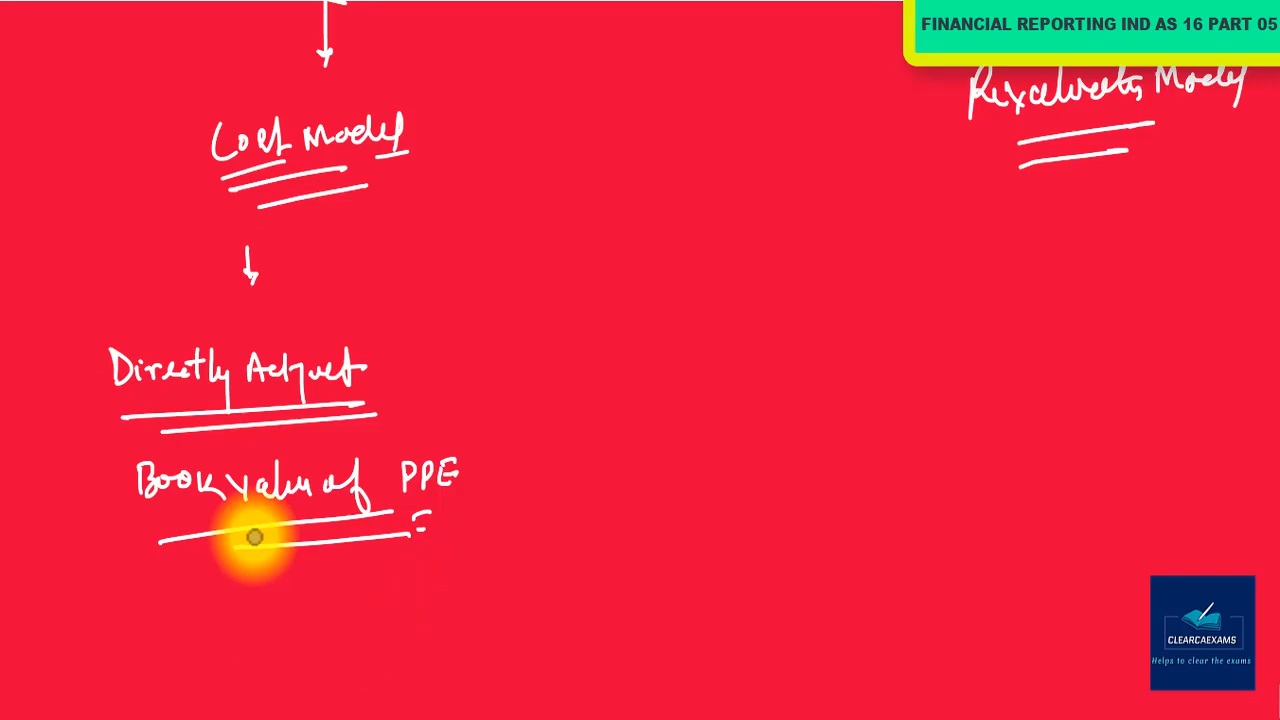 FINANCIAL REPORTING IND AS 16 PART 05
Revaluation Model
Cost Model
Directly Adjust
Book value of PPE
CLEARCAEXAMS
Helps to clear the exams